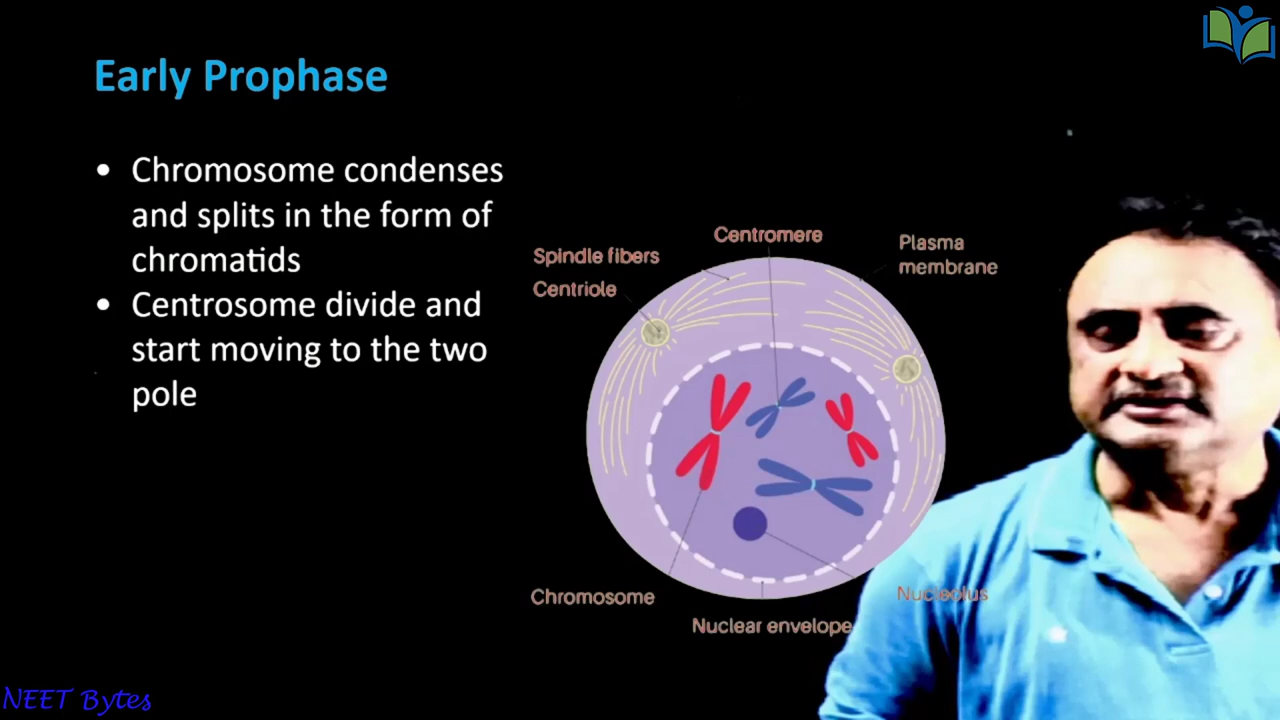 Early Prophase
• Chromosome condenses
and splits in the form of
chromatids
• Centrosome divide and
start moving to the two
pole
Centromere
Spindle fibers
Centriole
Plasma
membrane
Chromosome
Nucleolus
Nuclear envelope
NEET Bytes